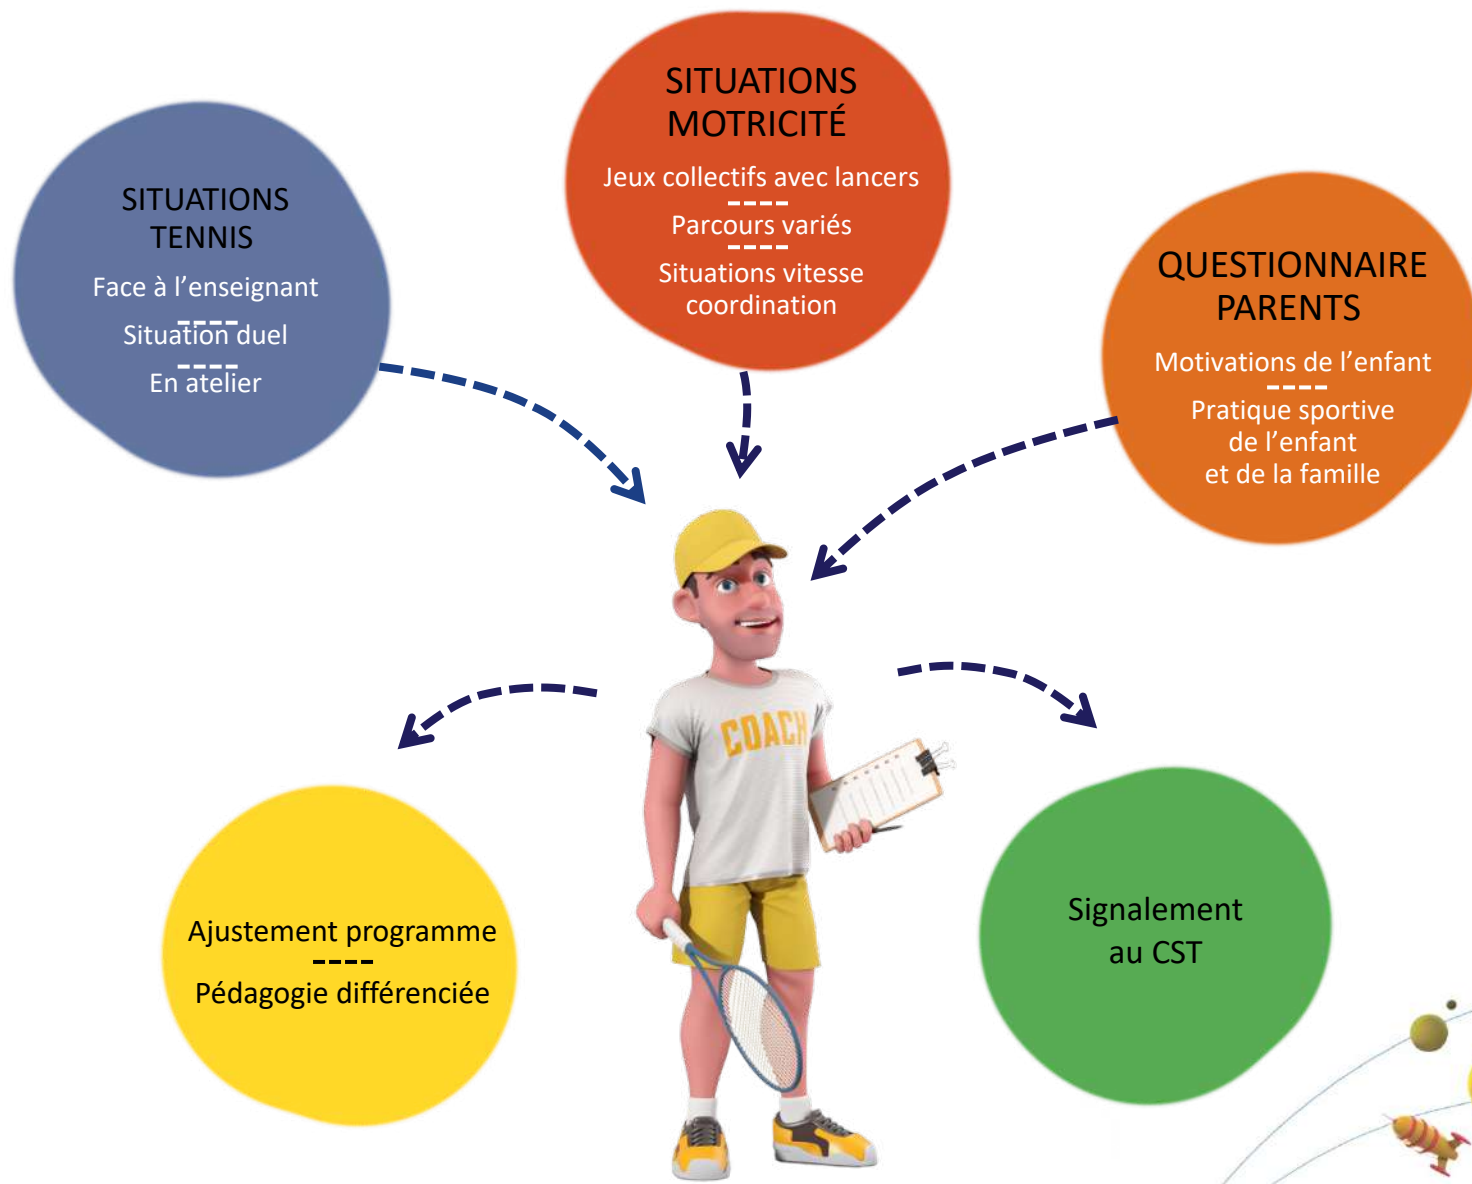 SITUATIONS
TENNIS
Face à l’enseignant
Situation duel
En atelier
SITUATIONS
MOTRICITÉ
Jeux collectifs avec lancers
Parcours variés
Situations vitesse
coordination
QUESTIONNAIRE
PARENTS
Motivations de l’enfant
Pratique sportive
de l’enfant
et de la famille
COACH
Ajustement programme
Pédagogie différenciée
Signalement
au CST